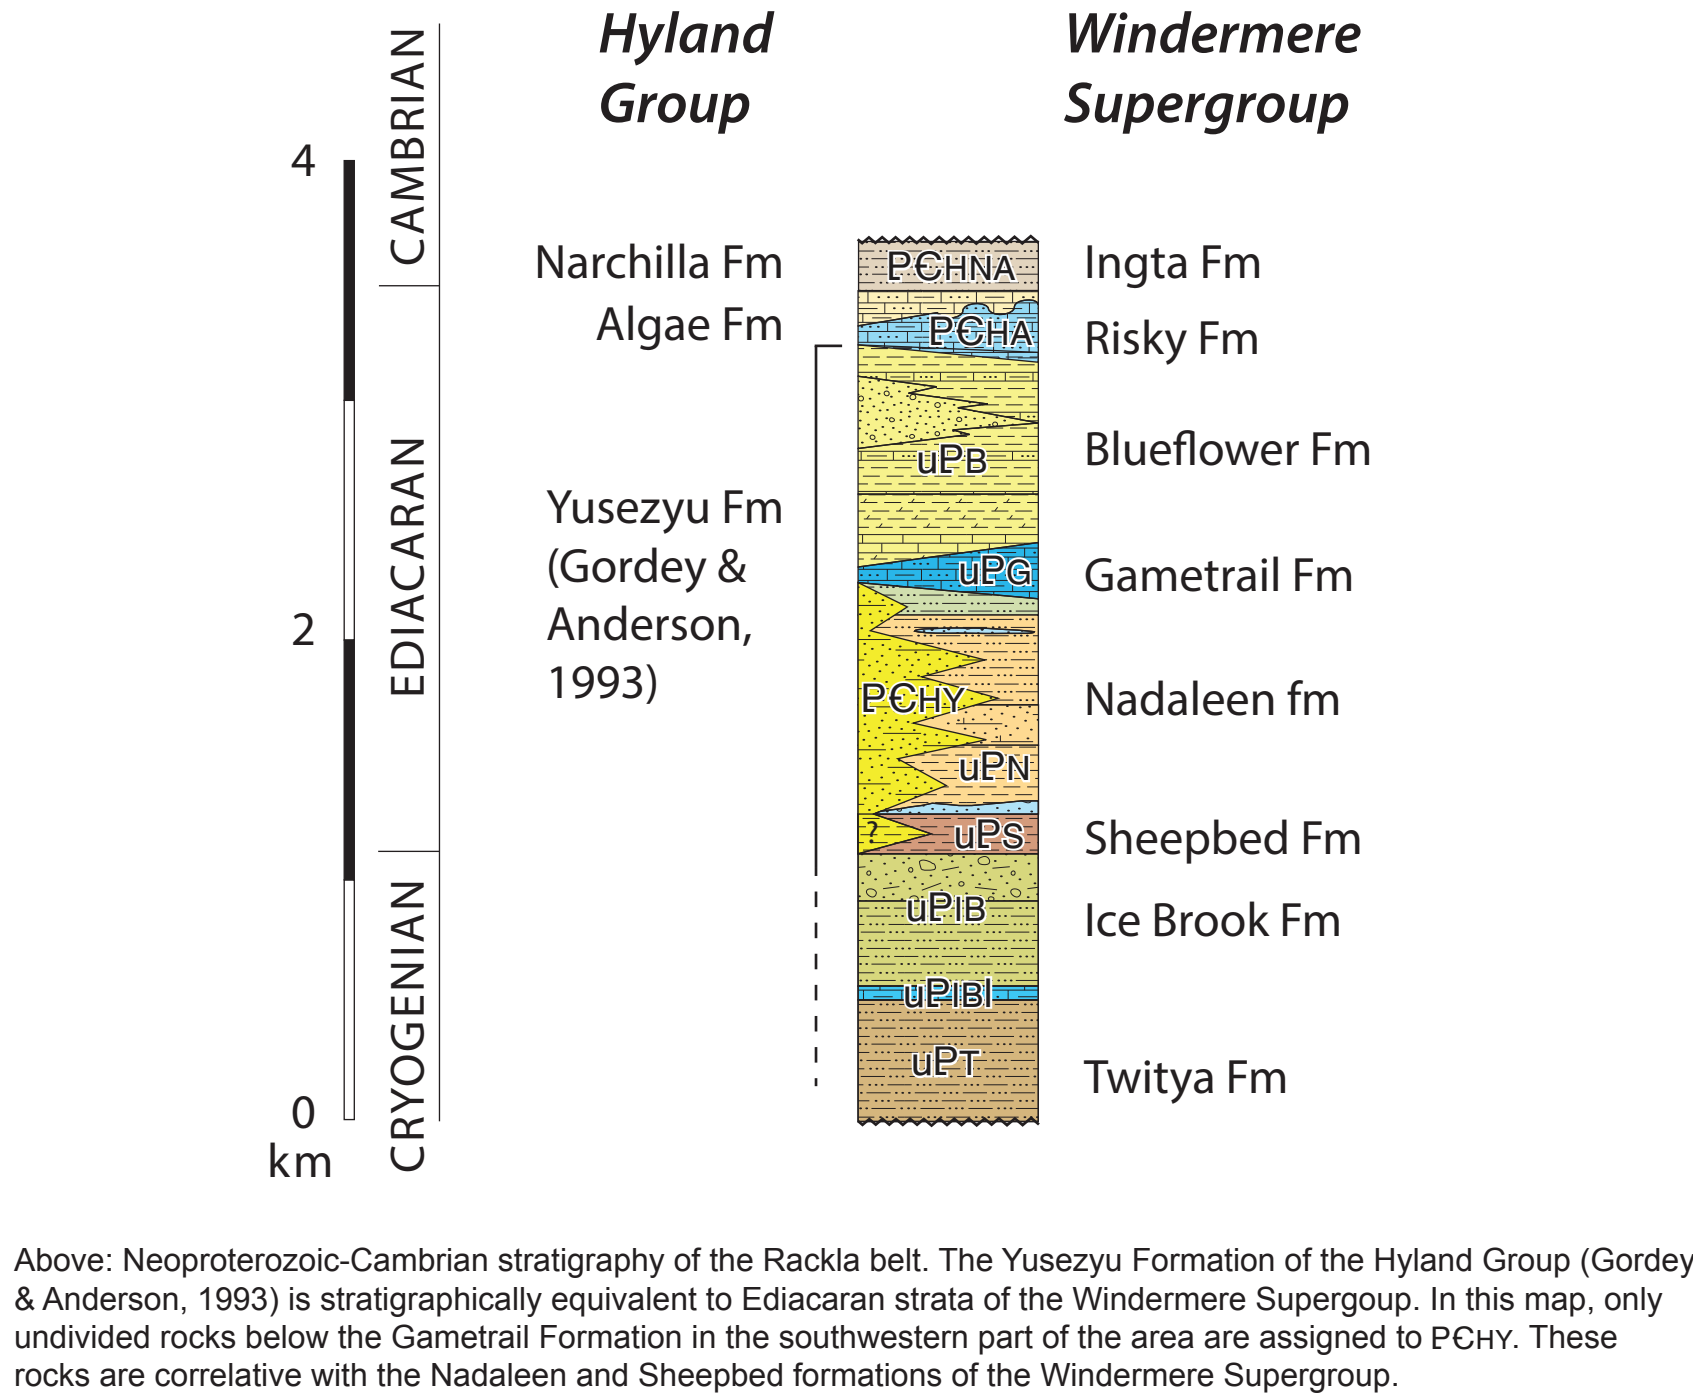 Hyland
Group
Windermere
Supergroup
CAMBRIAN
EDIACARAN
CRYOGENIAN
4
2
0
km
Narchilla Fm
Algae Fm
Yusezyu Fm
(Gordey &
Anderson,
1993)
PЄHNA
PЄHA
uPB
uPG
PЄHY
uPN
?
uPS
uPIB
uPIBl
uPT
Ingta Fm
Risky Fm
Blueflower Fm
Gametrail Fm
Nadaleen fm
Sheepbed Fm
Ice Brook Fm
Twitya Fm
Above: Neoproterozoic-Cambrian stratigraphy of the Rackla belt. The Yusezyu Formation of the Hyland Group (Gordey
& Anderson, 1993) is stratigraphically equivalent to Ediacaran strata of the Windermere Supergoup. In this map, only
undivided rocks below the Gametrail Formation in the southwestern part of the area are assigned to PЄHY. These
rocks are correlative with the Nadaleen and Sheepbed formations of the Windermere Supergroup.